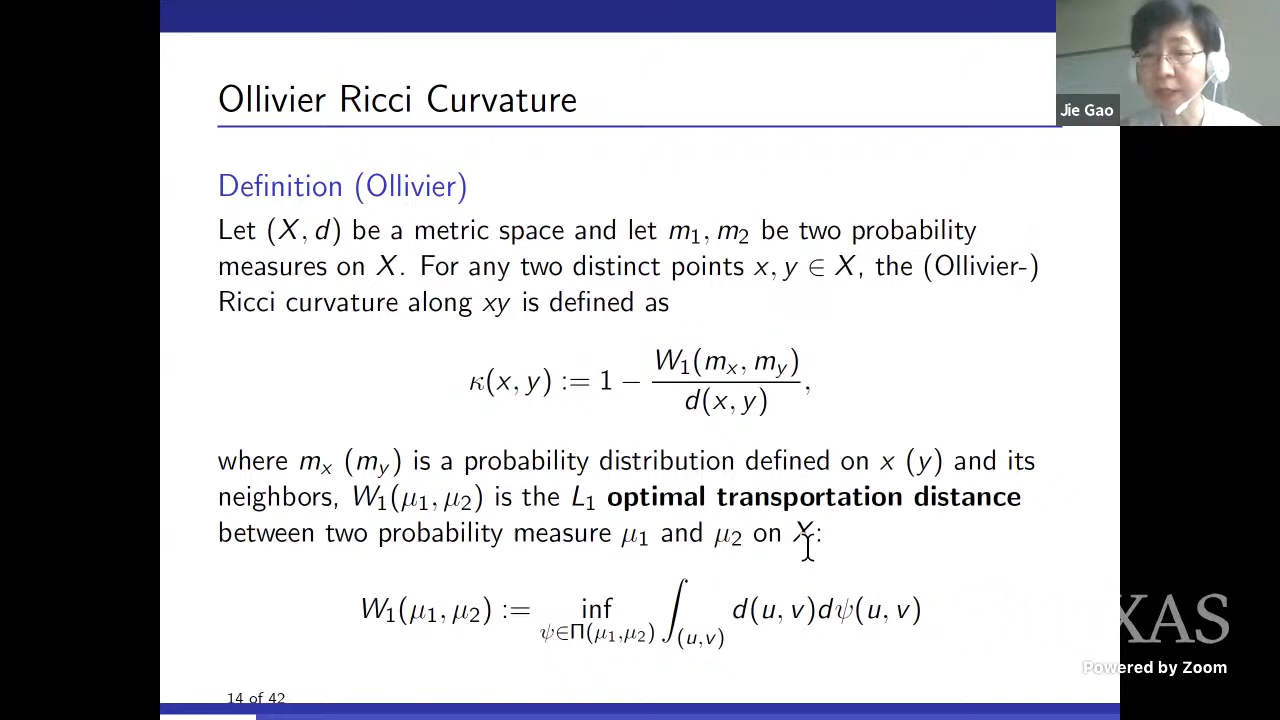 Ollivier Ricci Curvature
Jie Gao
Definition (Ollivier)
Let (X, d) be a metric space and let m₁, m₂ be two probability
measures on X. For any two distinct points x, y ∈ X, the (Ollivier-)
Ricci curvature along xy is defined as
κ(x, y) := 1 − W₁(mₓ, m_y) / d(x, y),
where mₓ (m_y) is a probability distribution defined on x (y) and its
neighbors, W₁(μ₁, μ₂) is the L₁ optimal transportation distance
between two probability measure μ₁ and μ₂ on X:
W₁(μ₁, μ₂) := inf_{ψ∈Π(μ₁,μ₂)} ∫_{(u,v)} d(u, v)dψ(u, v)
XAS
Powered by Zoom
14 of 42